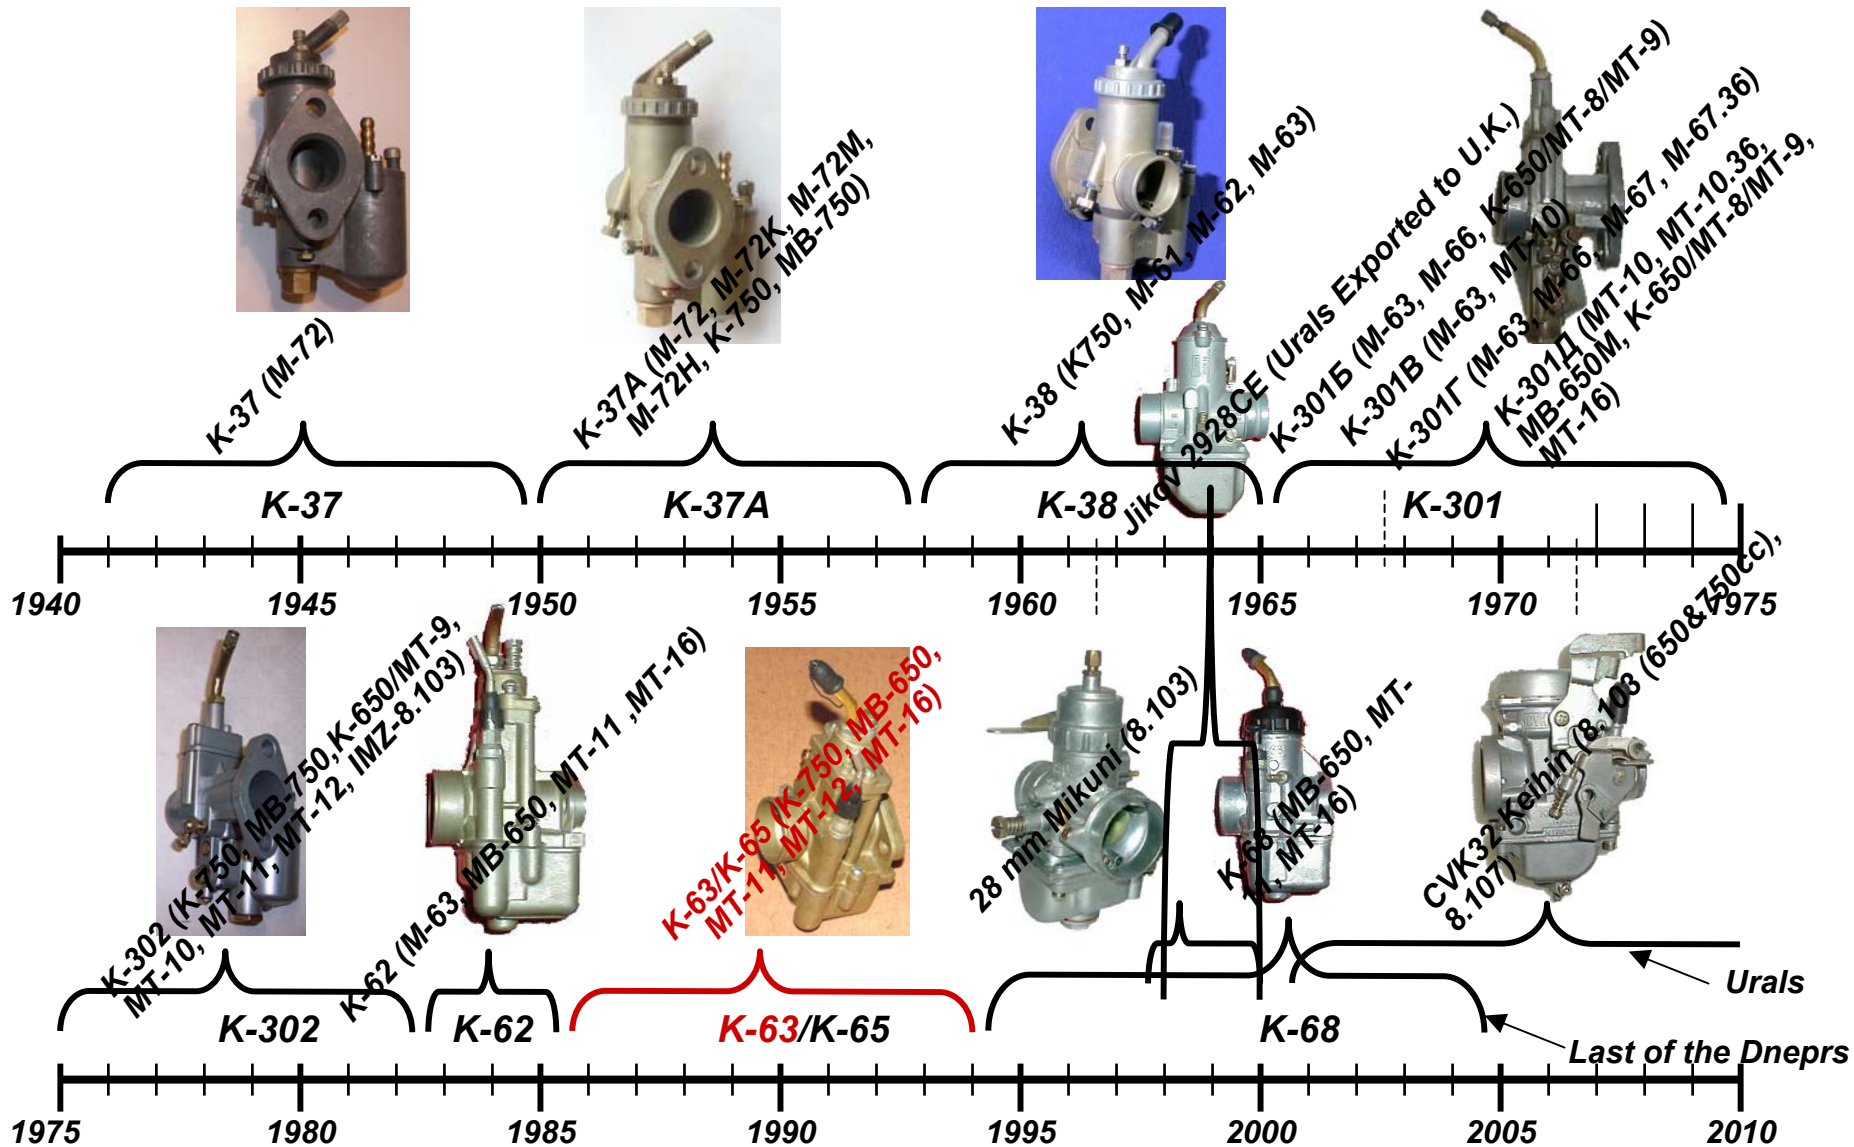 K-37 (M-72)
K-37A (M-72, M-72K, M-72M,
M-72H, K-750, MB-750)
K-38 (K750, M-61, M-62, M-63)
Jikov 2928CE (Urals Exported to U.K.)
K-301Б (M-63, M-66, K-650/MT-8/MT-9)
K-301B (M-63, MT-10)
K-301Г (M-63, M-66, M-67, M-67.36)
K-301Д (MT-10, MT-10.36,
MB-650M, K-650/MT-8/MT-9,
MT-16)
K-37
K-37A
K-38
K-301
1940
1945
1950
1955
1960
1965
1970
1975
K-302 (K-750, MB-750, K-650/MT-9,
MT-10, MT-11, MT-12, IMZ-8.103)
K-62 (M-63, MB-650, MT-11 ,MT-16)
K-63/K-65 (K-750, MB-650,
MT-11, MT-12, MT-16)
28 mm Mikuni (8.103)
K-68 (MB-650, MT-
11, MT-16)
CVK32 Keihin (8.103 (650&750cc),
8.107)
Urals
Last of the Dneprs
K-302
K-62
K-63/K-65
K-68
1975
1980
1985
1990
1995
2000
2005
2010